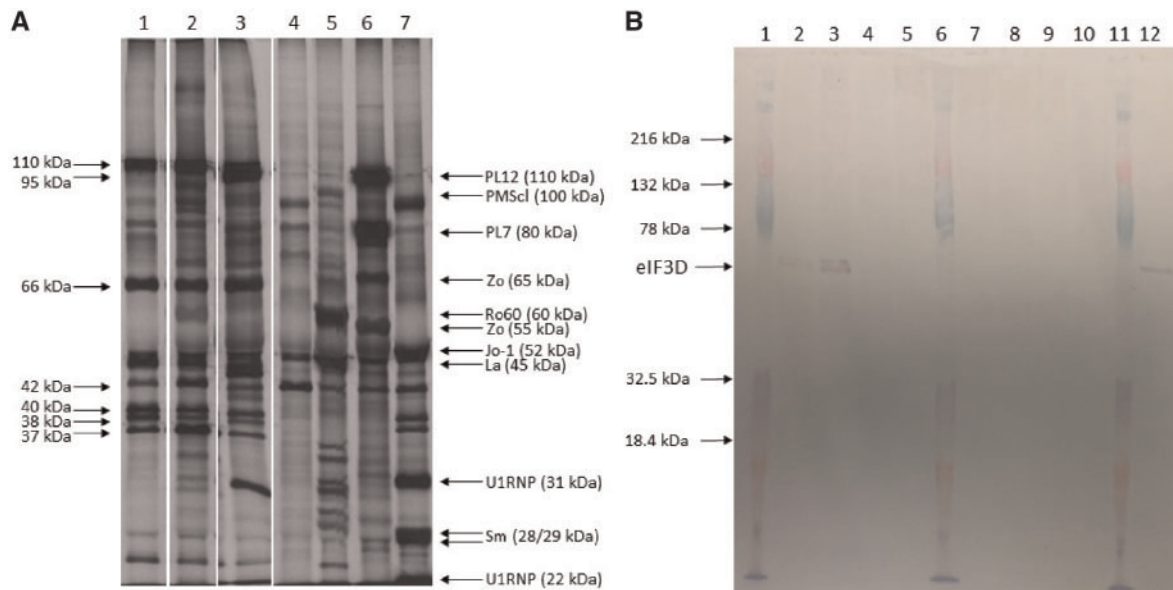 A
1 2 3 4 5 6 7
110 kDa
95 kDa
66 kDa
42 kDa
40 kDa
38 kDa
37 kDa
PL12 (110 kDa)
PMScl (100 kDa)
PL7 (80 kDa)
Zo (65 kDa)
Ro60 (60 kDa)
Zo (55 kDa)
Jo-1 (52 kDa)
La (45 kDa)
U1RNP (31 kDa)
Sm (28/29 kDa)
U1RNP (22 kDa)
B
1 2 3 4 5 6 7 8 9 10 11 12
216 kDa
132 kDa
78 kDa
eIF3D
32.5 kDa
18.4 kDa